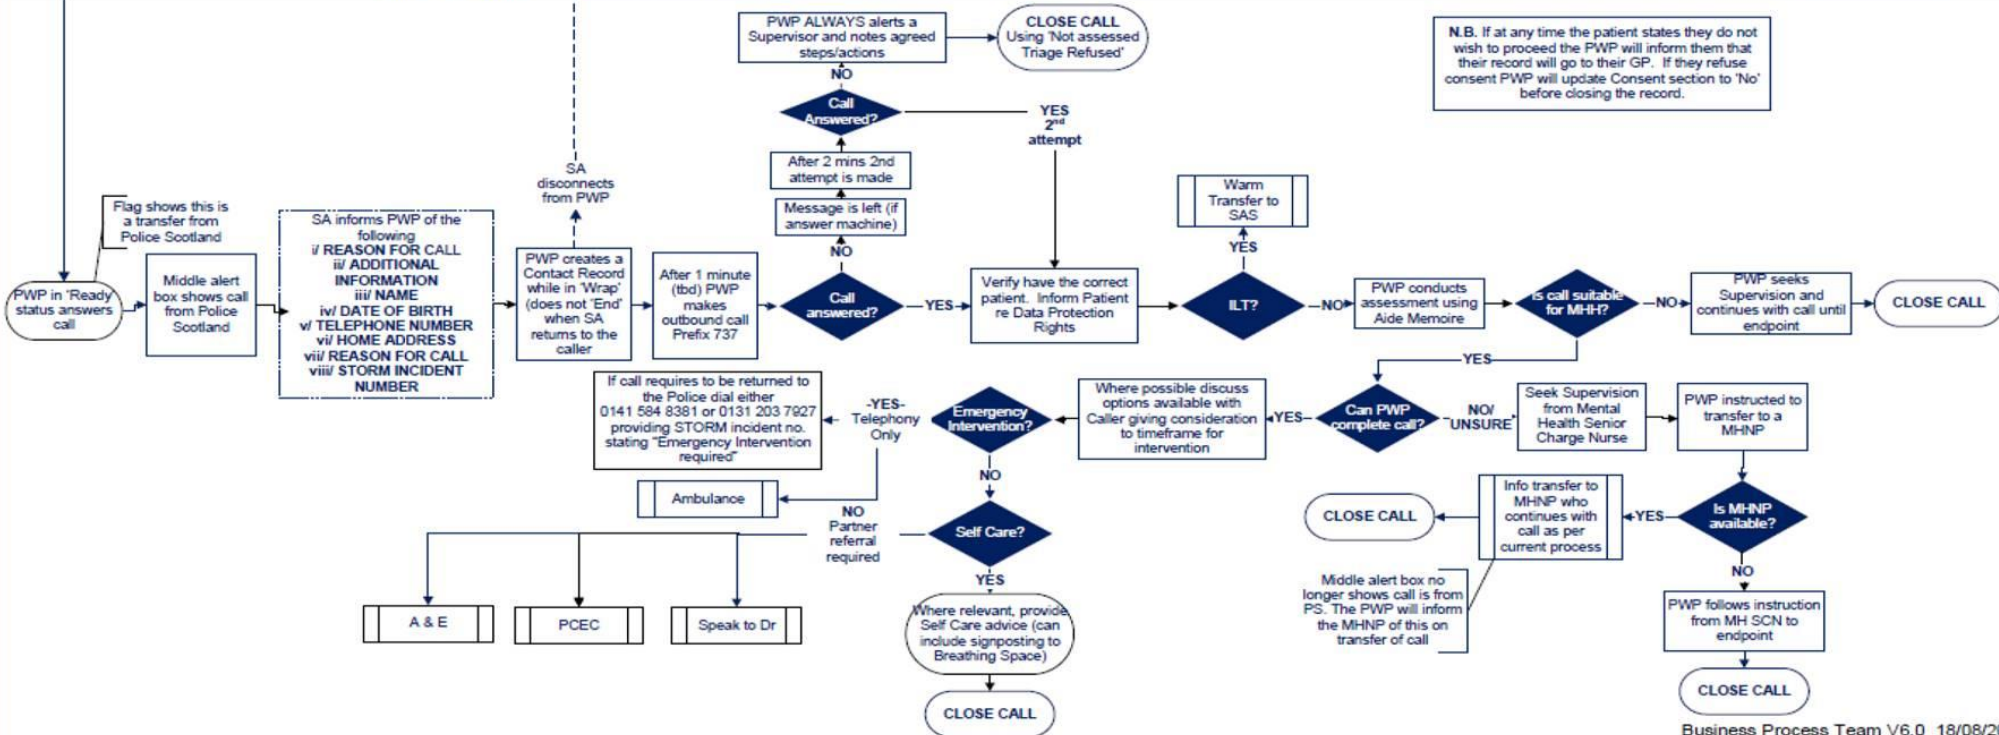 PWP ALWAYS alerts a
Supervisor and notes agreed
steps/actions
CLOSE CALL
Using 'Not assessed
Triage Refused'
N.B. If at any time the patient states they do not
wish to proceed the PWP will inform them that
their record will go to their GP. If they refuse
consent PWP will update Consent section to 'No'
before closing the record.
NO
Call
Answered?
YES
2nd
attempt
After 2 mins 2nd
attempt is made
Message is left (if
answer machine)
NO
SA
disconnects
from PWP
Flag shows this is
a transfer from
Police Scotland
PWP in 'Ready'
status answers
call
Middle alert
box shows call
from Police
Scotland
SA informs PWP of the
following
i/ REASON FOR CALL
ii/ ADDITIONAL
INFORMATION
iii/ NAME
iv/ DATE OF BIRTH
v/ TELEPHONE NUMBER
vi/ HOME ADDRESS
vii/ REASON FOR CALL
viii/ STORM INCIDENT
NUMBER
PWP creates a
Contact Record
while in 'Wrap'
(does not 'End'
when SA
returns to the
caller
After 1 minute
(tbd) PWP
makes
outbound call
Prefix 737
Call
answered?
YES
Verify have the correct
patient. Inform Patient
re Data Protection
Rights
Warm
Transfer to
SAS
YES
ILT?
NO
PWP conducts
assessment using
Aide Memoire
Is call suitable
for MHH?
NO
PWP seeks
Supervision and
continues with call until
endpoint
CLOSE CALL
YES
Can PWP
complete call?
NO/
UNSURE
Seek Supervision
from Mental
Health Senior
Charge Nurse
PWP instructed to
transfer to a
MHNP
YES
Where possible discuss
options available with
Caller giving consideration
to timeframe for
intervention
Emergency
Intervention?
-YES-
Telephony
Only
If call requires to be returned to
the Police dial either
0141 584 8381 or 0131 203 7927
providing STORM incident no.
stating "Emergency Intervention
required"
Ambulance
NO
Self Care?
NO
Partner
referral
required
A & E
PCEC
Speak to Dr
YES
Where relevant, provide
Self Care advice (can
include signposting to
Breathing Space)
CLOSE CALL
Is MHNP
available?
YES
Info transfer to
MHNP who
continues with
call as per
current process
CLOSE CALL
Middle alert box no
longer shows call is from
PS. The PWP will inform
the MHNP of this on
transfer of call
NO
PWP follows instruction
from MH SCN to
endpoint
CLOSE CALL
Business Process Team V6.0 18/08/20